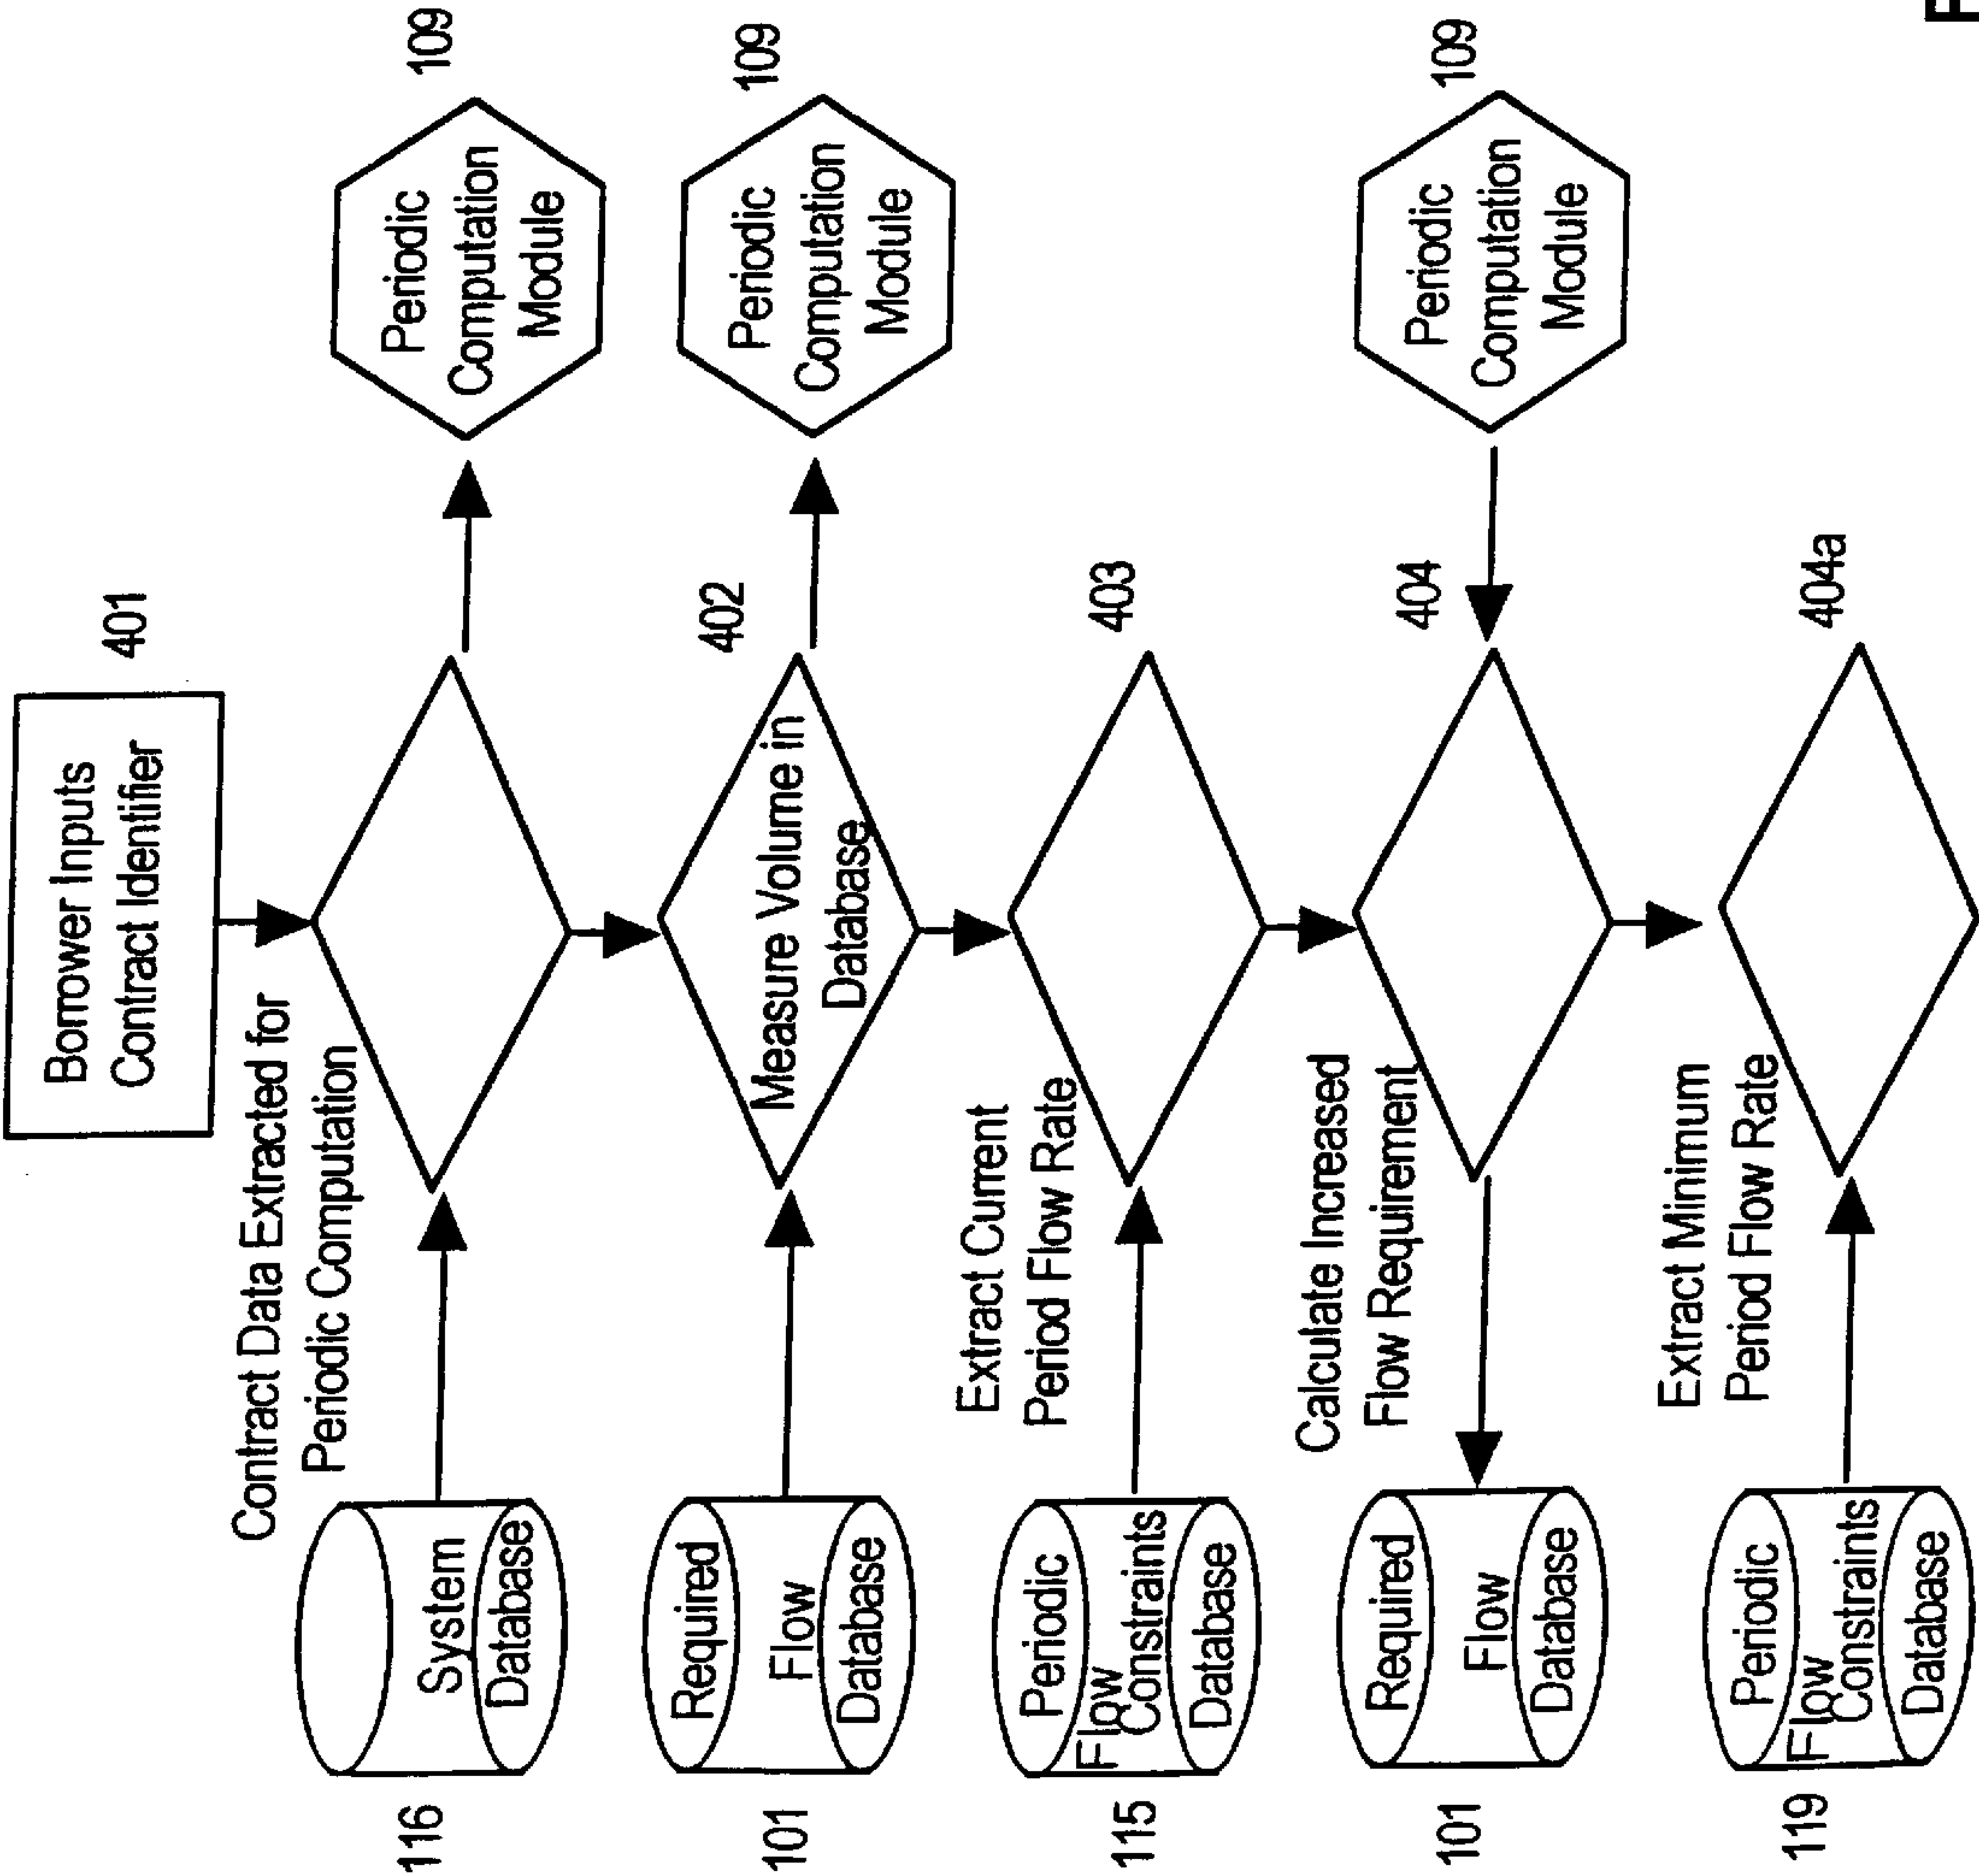 Borrower Inputs
Contract Identifier
401
Contract Data Extracted for
Periodic Computation
116
System
Database
Periodic
Computation
Module
109
101
Required
Flow
Database
Measure Volume in
Database
402
Periodic
Computation
Module
109
Extract Current
Period Flow Rate
115
Periodic
Flow
Constraints
Database
403
Calculate Increased
Flow Requirement
101
Required
Flow
Database
404
Periodic
Computation
Module
109
Extract Minimum
Period Flow Rate
119
Periodic
Flow
Constraints
Database
404a